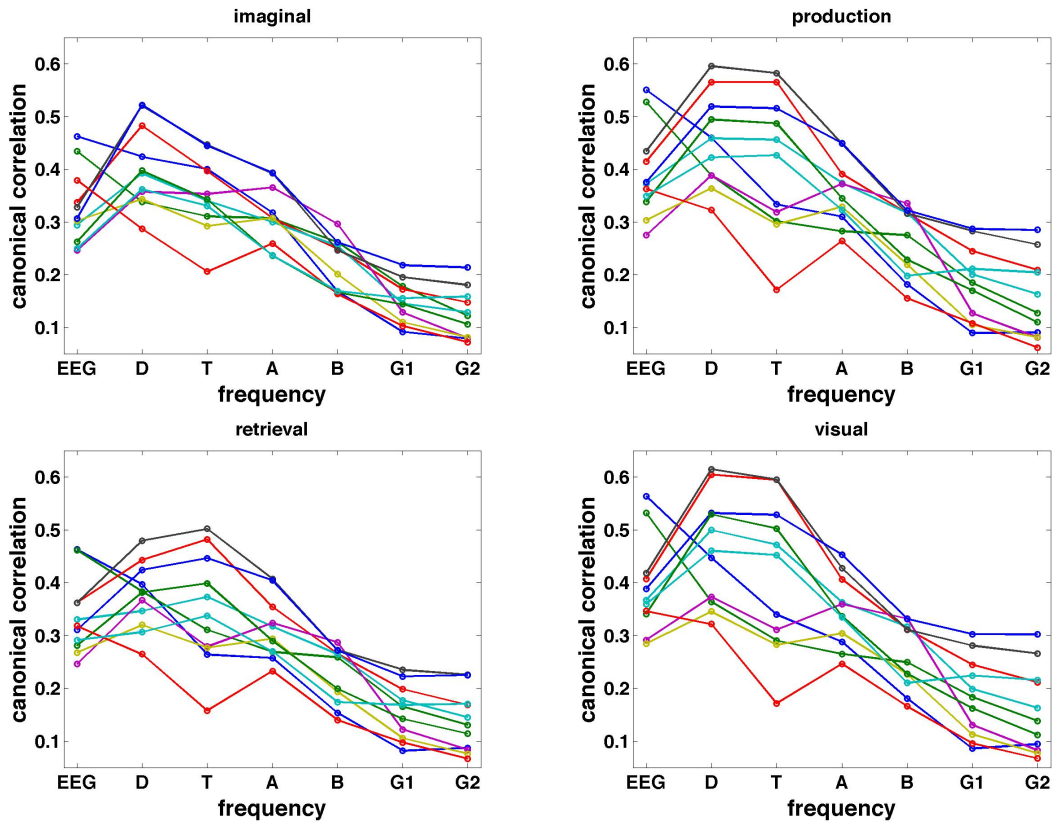 imaginal
canonical correlation
0.6
0.5
0.4
0.3
0.2
0.1
EEG D T A B G1 G2
frequency
production
canonical correlation
0.6
0.5
0.4
0.3
0.2
0.1
EEG D T A B G1 G2
frequency
retrieval
canonical correlation
0.6
0.5
0.4
0.3
0.2
0.1
EEG D T A B G1 G2
frequency
visual
canonical correlation
0.6
0.5
0.4
0.3
0.2
0.1
EEG D T A B G1 G2
frequency